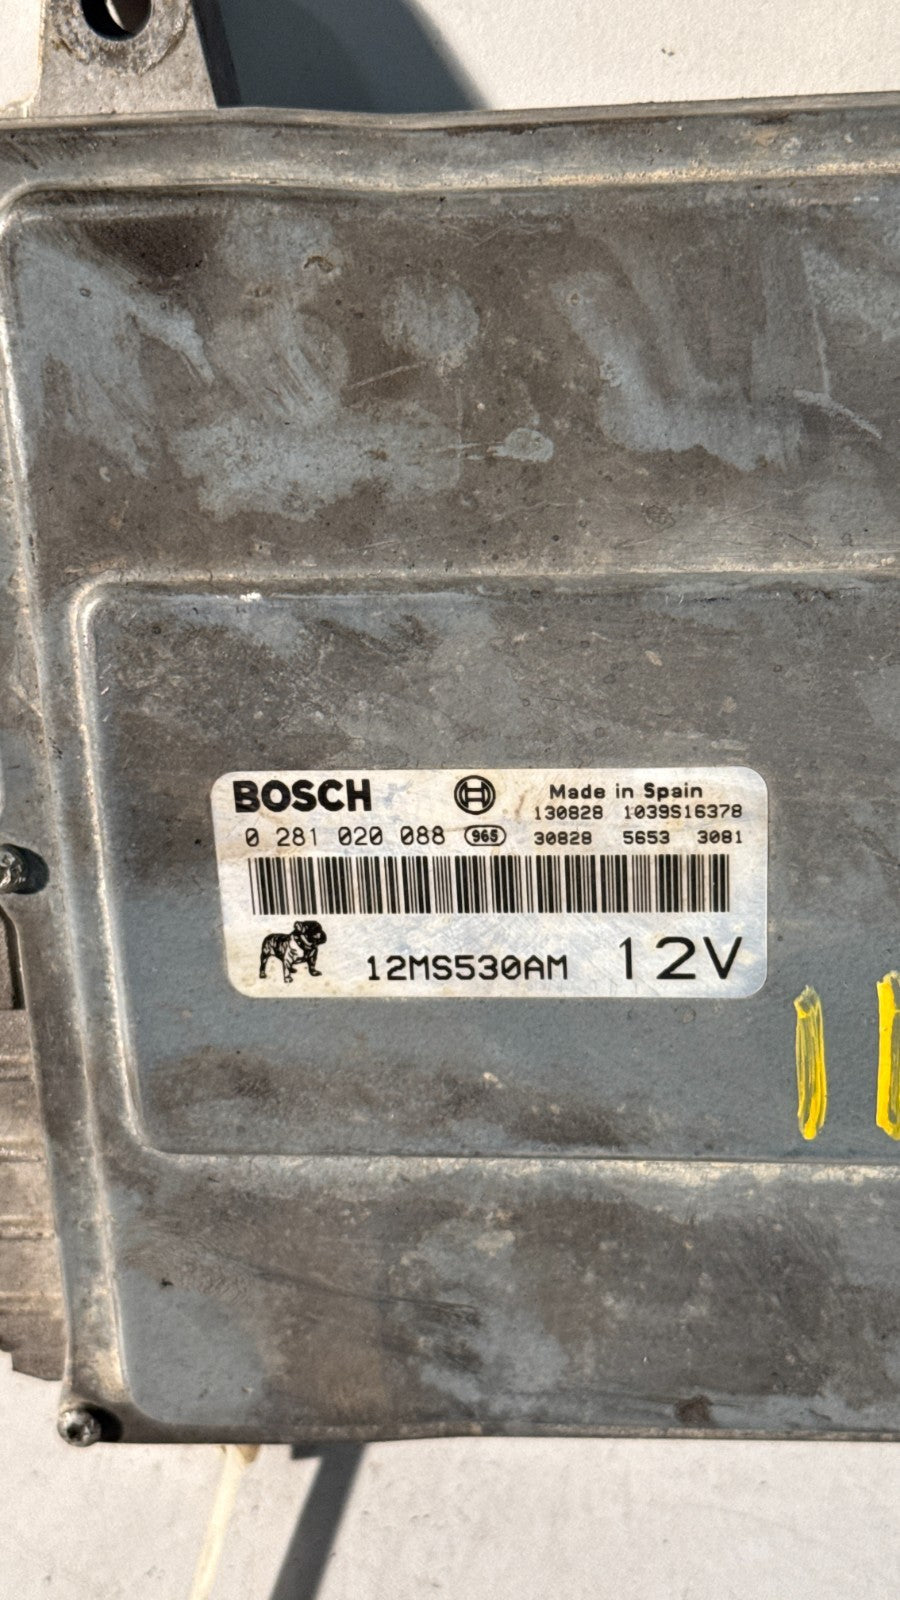 BOSCH Made in Spain
130828 1039S16378
0 281 020 088 965 30828 5653 3081
12MS530AM 12V